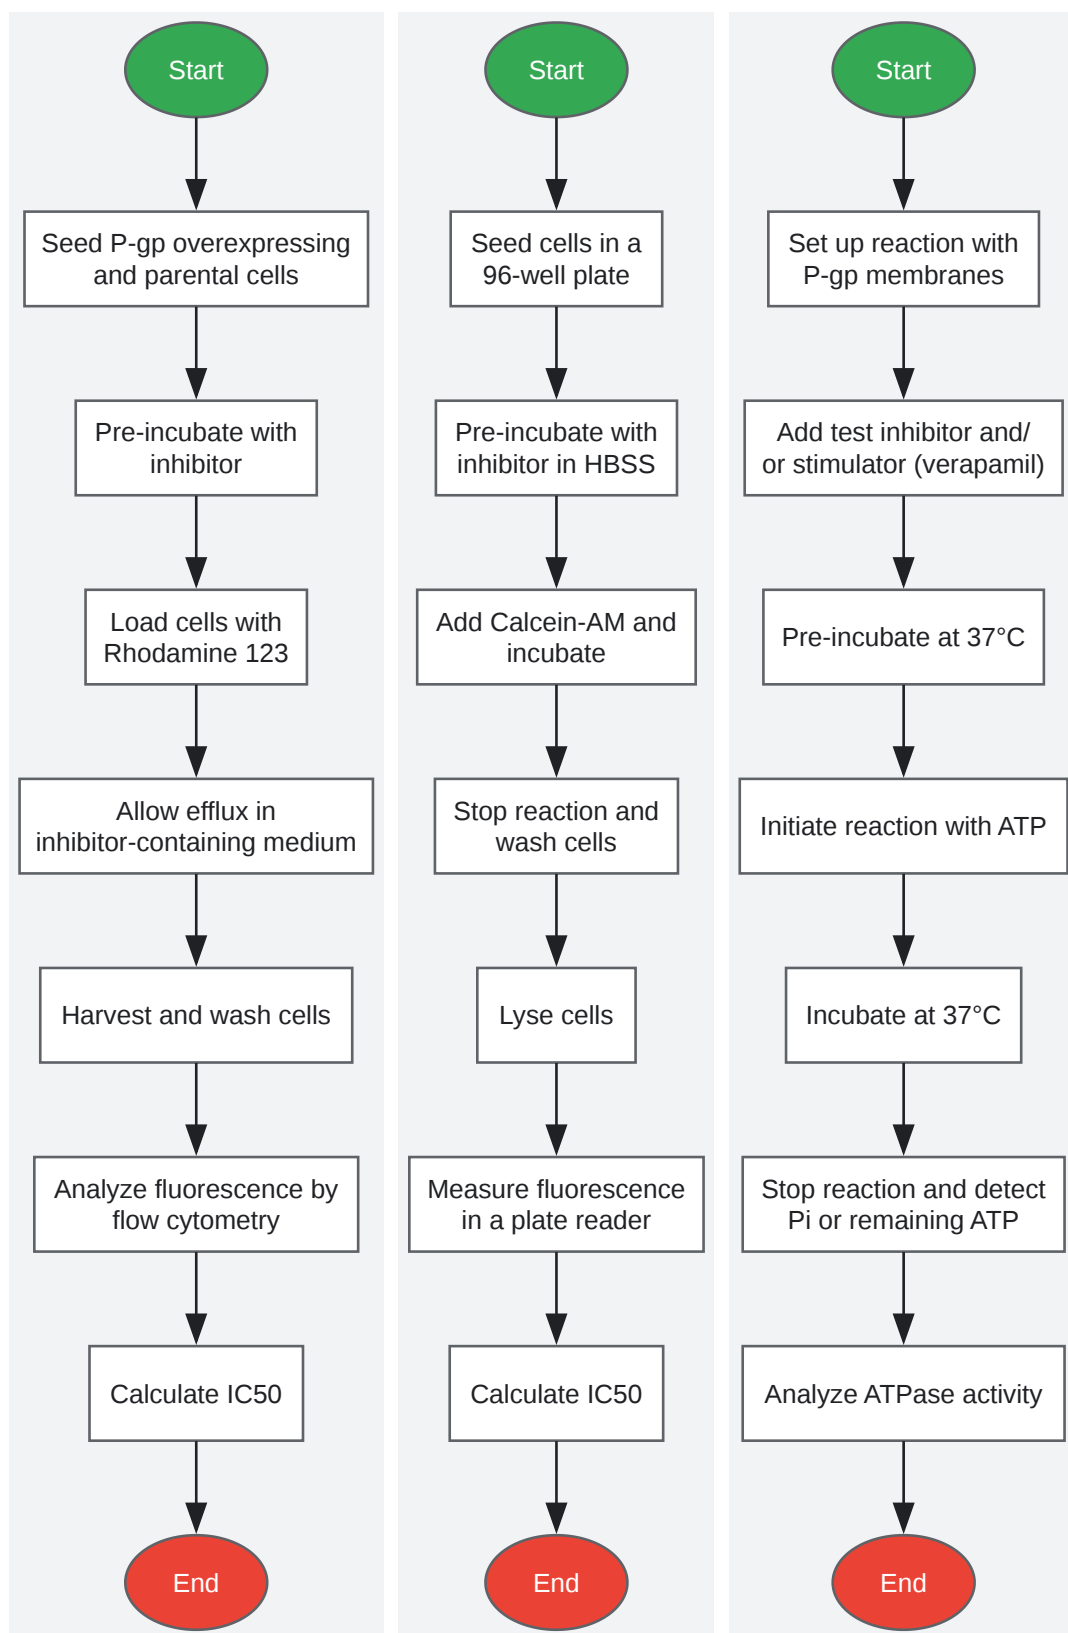 Start
Seed P-gp overexpressing
and parental cells
Pre-incubate with
inhibitor
Load cells with
Rhodamine 123
Allow efflux in
inhibitor-containing medium
Harvest and wash cells
Analyze fluorescence by
flow cytometry
Calculate IC50
End
Start
Seed cells in a
96-well plate
Pre-incubate with
inhibitor in HBSS
Add Calcein-AM and
incubate
Stop reaction and
wash cells
Lyse cells
Measure fluorescence
in a plate reader
Calculate IC50
End
Start
Set up reaction with
P-gp membranes
Add test inhibitor and/
or stimulator (verapamil)
Pre-incubate at 37°C
Initiate reaction with ATP
Incubate at 37°C
Stop reaction and detect
Pi or remaining ATP
Analyze ATPase activity
End